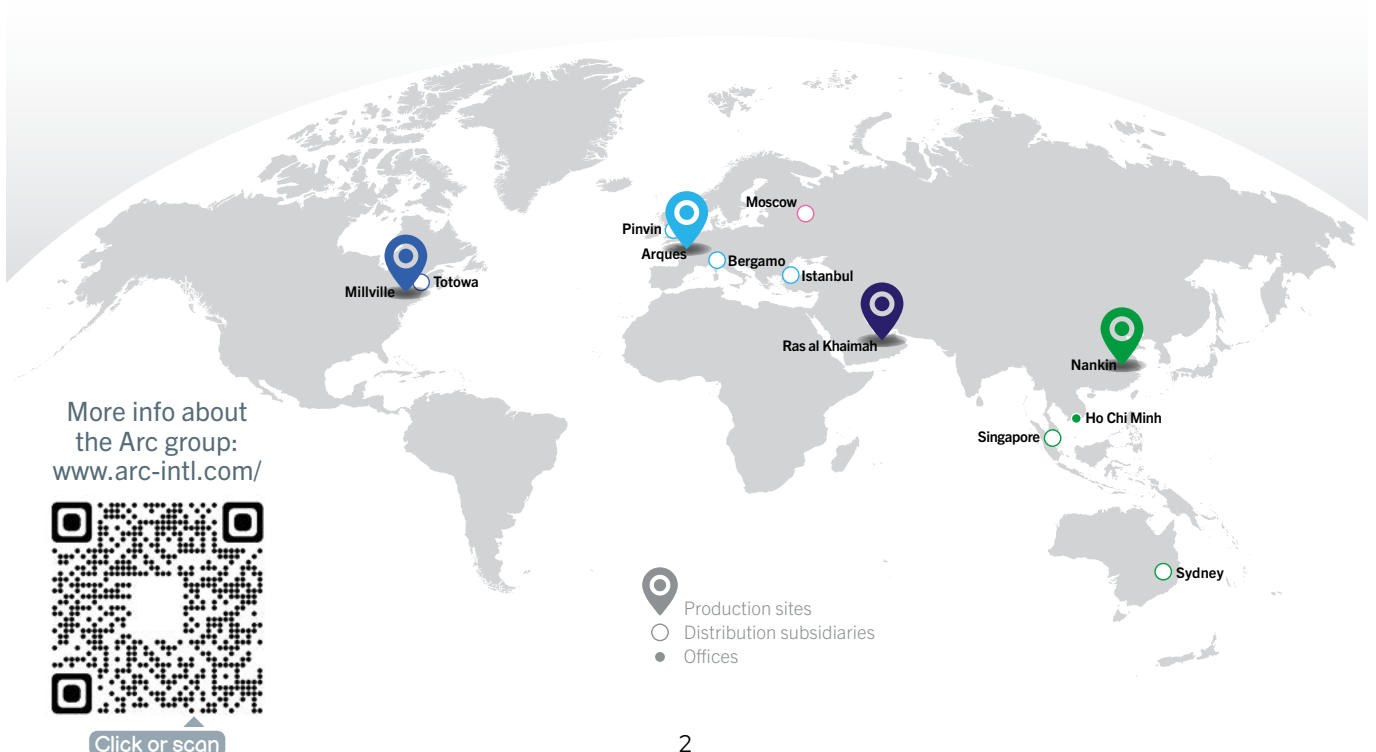 Moscow
Pinvin
Arques
Bergamo
Istanbul
Millville
Totowa
Ras al Khaimah
Nankin
Ho Chi Minh
Singapore
Sydney
More info about
the Arc group:
www.arc-intl.com/
Click or scan
Production sites
Distribution subsidiaries
Offices
2